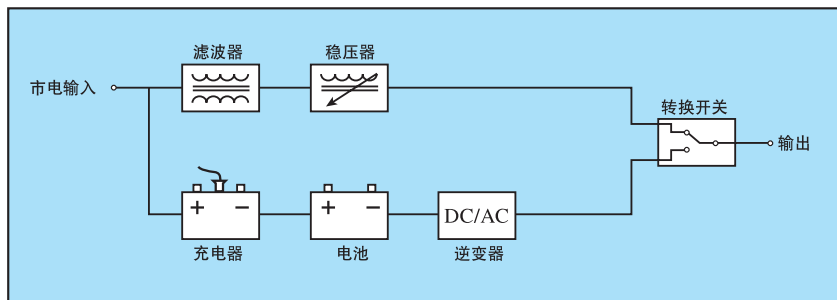 滤波器
稳压器
市电输入
转换开关
输出
+ −
+ −
DC/AC
充电器
电池
逆变器